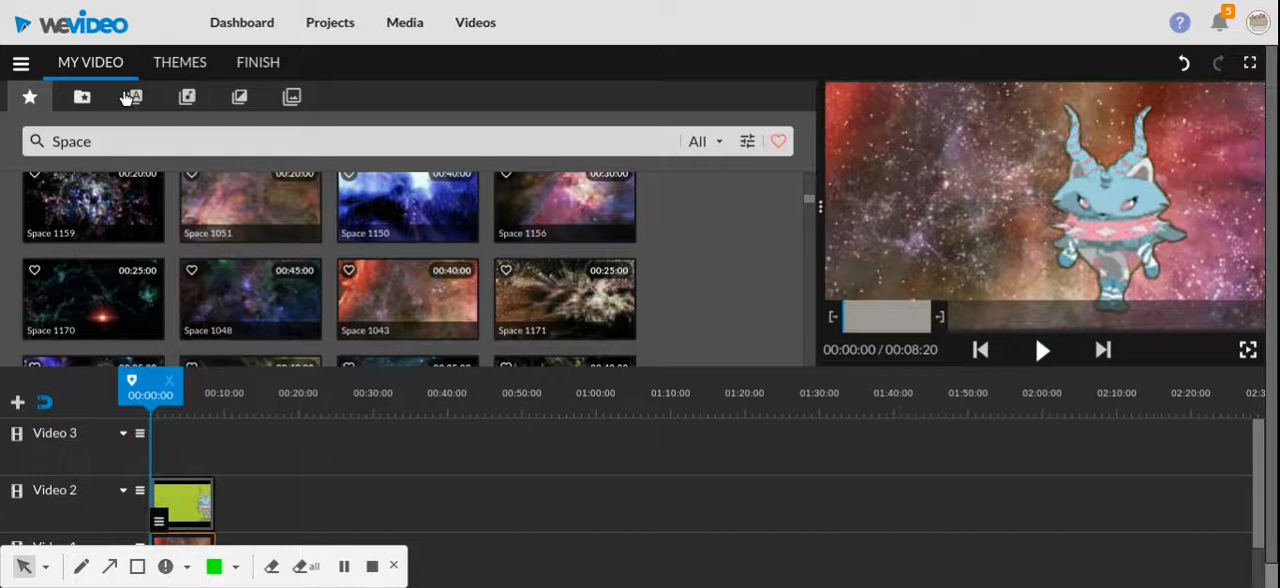 WEVIDEO Dashboard Projects Media Videos ? 5
MY VIDEO THEMES FINISH
Space All
00:20:00 00:20:00 00:40:00 00:30:00
Space 1159 Space 1051 Space 1150 Space 1156
00:25:00 00:45:00 00:40:00 00:25:00
Space 1170 Space 1048 Space 1043 Space 1171
00:00:00 / 00:08:20
00:00:00 00:10:00 00:20:00 00:30:00 00:40:00 00:50:00 01:00:00 01:10:00 01:20:00 01:30:00 01:40:00 01:50:00 02:00:00 02:10:00 02:20:00
Video 3
Video 2
all